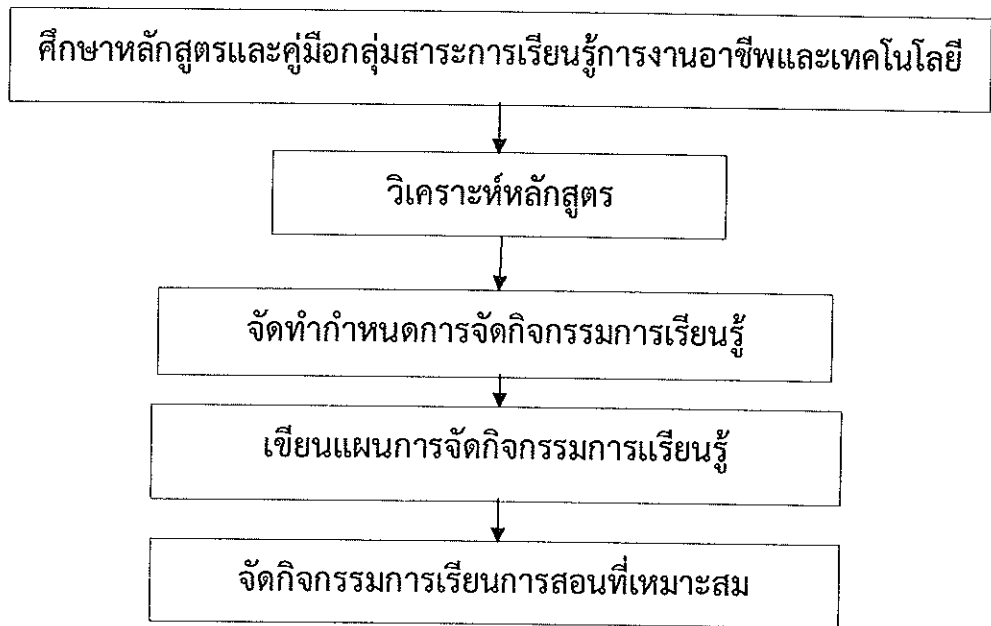 ศึกษาหลักสูตรและคู่มือกลุ่มสาระการเรียนรู้การงานอาชีพและเทคโนโลยี
วิเคราะห์หลักสูตร
จัดทำกำหนดการจัดกิจกรรมการเรียนรู้
เขียนแผนการจัดกิจกรรมการแรียนรู้
จัดกิจกรรมการเรียนการสอนที่เหมาะสม